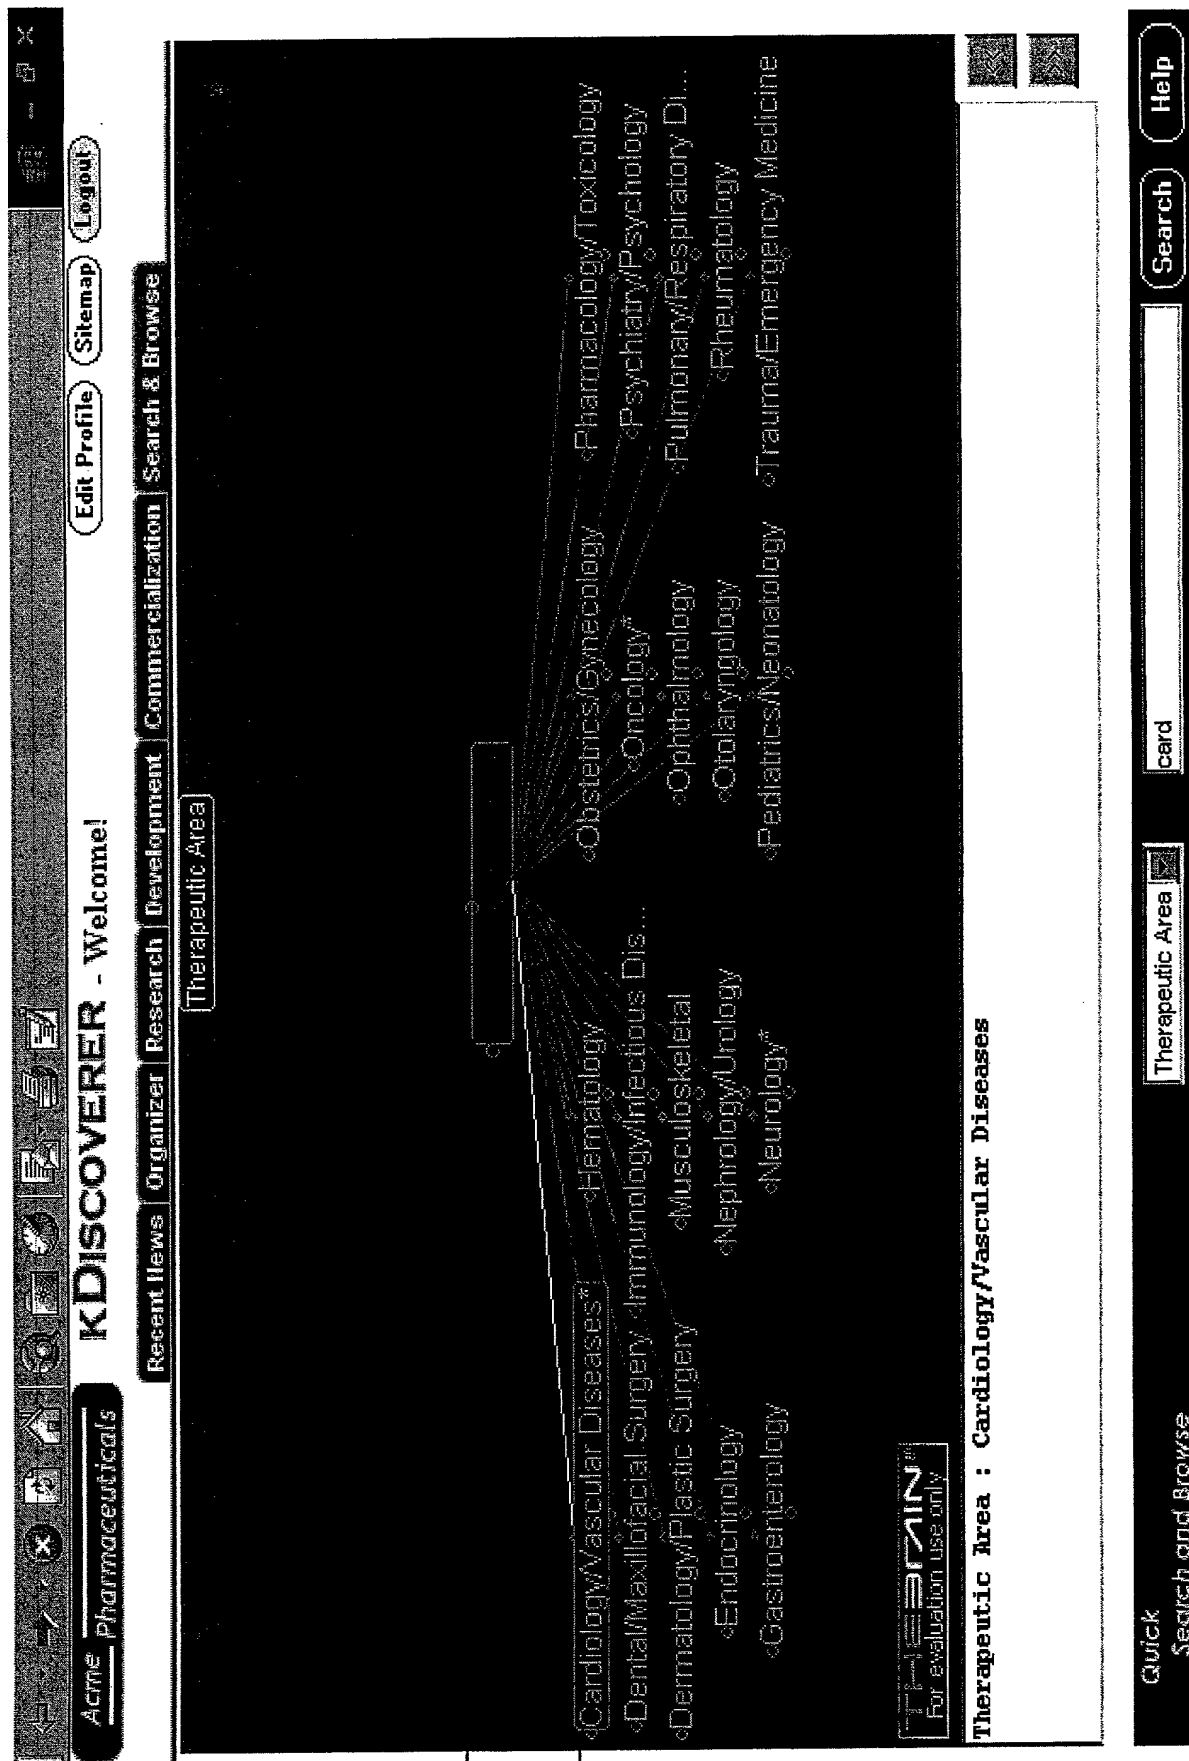 Acme
Pharmaceuticals
KDISCOVERER - Welcome!
Edit Profile
Sitemap
Logout
Recent News
Organizer
Research
Development
Commercialization
Search & Browse
Therapeutic Area
Cardiology/Vascular Diseases*
Hematology
Obstetrics/Gynecology
Pharmacology/Toxicology
Dental/Maxillofacial Surgery
Immunology/Infectious Dis...
Oncology*
Psychiatry/Psychology
Dermatology/Plastic Surgery
Musculoskeletal
Ophthalmology
Pulmonary/Respiratory Di...
Endocrinology
Nephrology/Urology
Otolaryngology
Rheumatology
Gastroenterology
Neurology*
Pediatrics/Neonatology
Trauma/Emergency Medicine
THEBRAIN
For evaluation use only
Therapeutic Area : Cardiology/Vascular Diseases
Quick
Search and Browse
Therapeutic Area
card
Search
Help